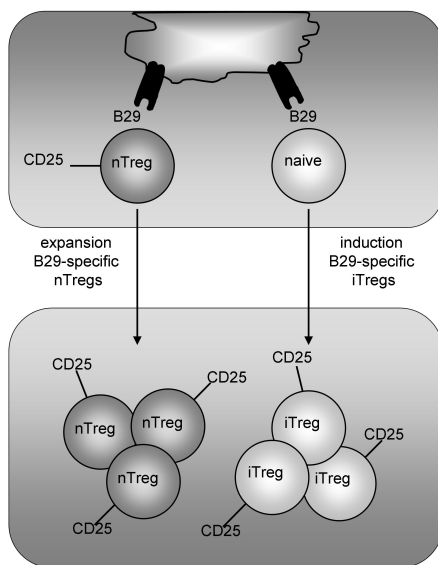 B29
B29
CD25
nTreg
naive
expansion
B29-specific
nTregs
induction
B29-specific
iTregs
CD25
CD25
nTreg
nTreg
nTreg
CD25
CD25
iTreg
CD25
iTreg
iTreg
CD25